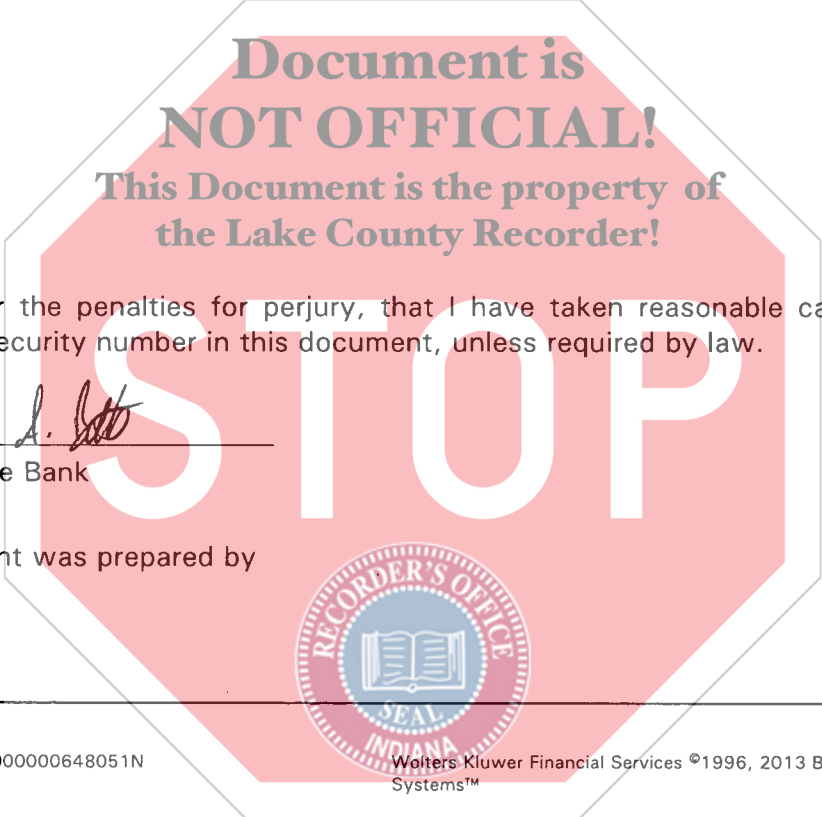 Document is
NOT OFFICIAL!
This Document is the property of
the Lake County Recorder!
r the penalties for perjury, that I have taken reasonable ca
ecurity number in this document, unless required by law.
STOP
e Bank
nt was prepared by
RECORDER'S OFFICE
SEAL
INDIANA
00000648051N
Wolters Kluwer Financial Services ©1996, 2013 B
Systems™